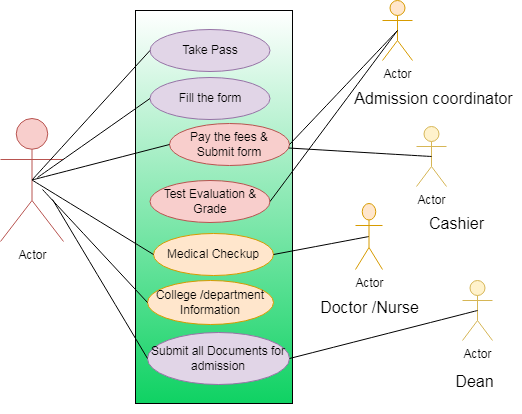 Take Pass
Fill the form
Pay the fees &
Submit form
Test Evaluation &
Grade
Medical Checkup
College /department
Information
Submit all Documents for
admission
Actor
Actor
Admission coordinator
Actor
Cashier
Actor
Doctor /Nurse
Actor
Dean